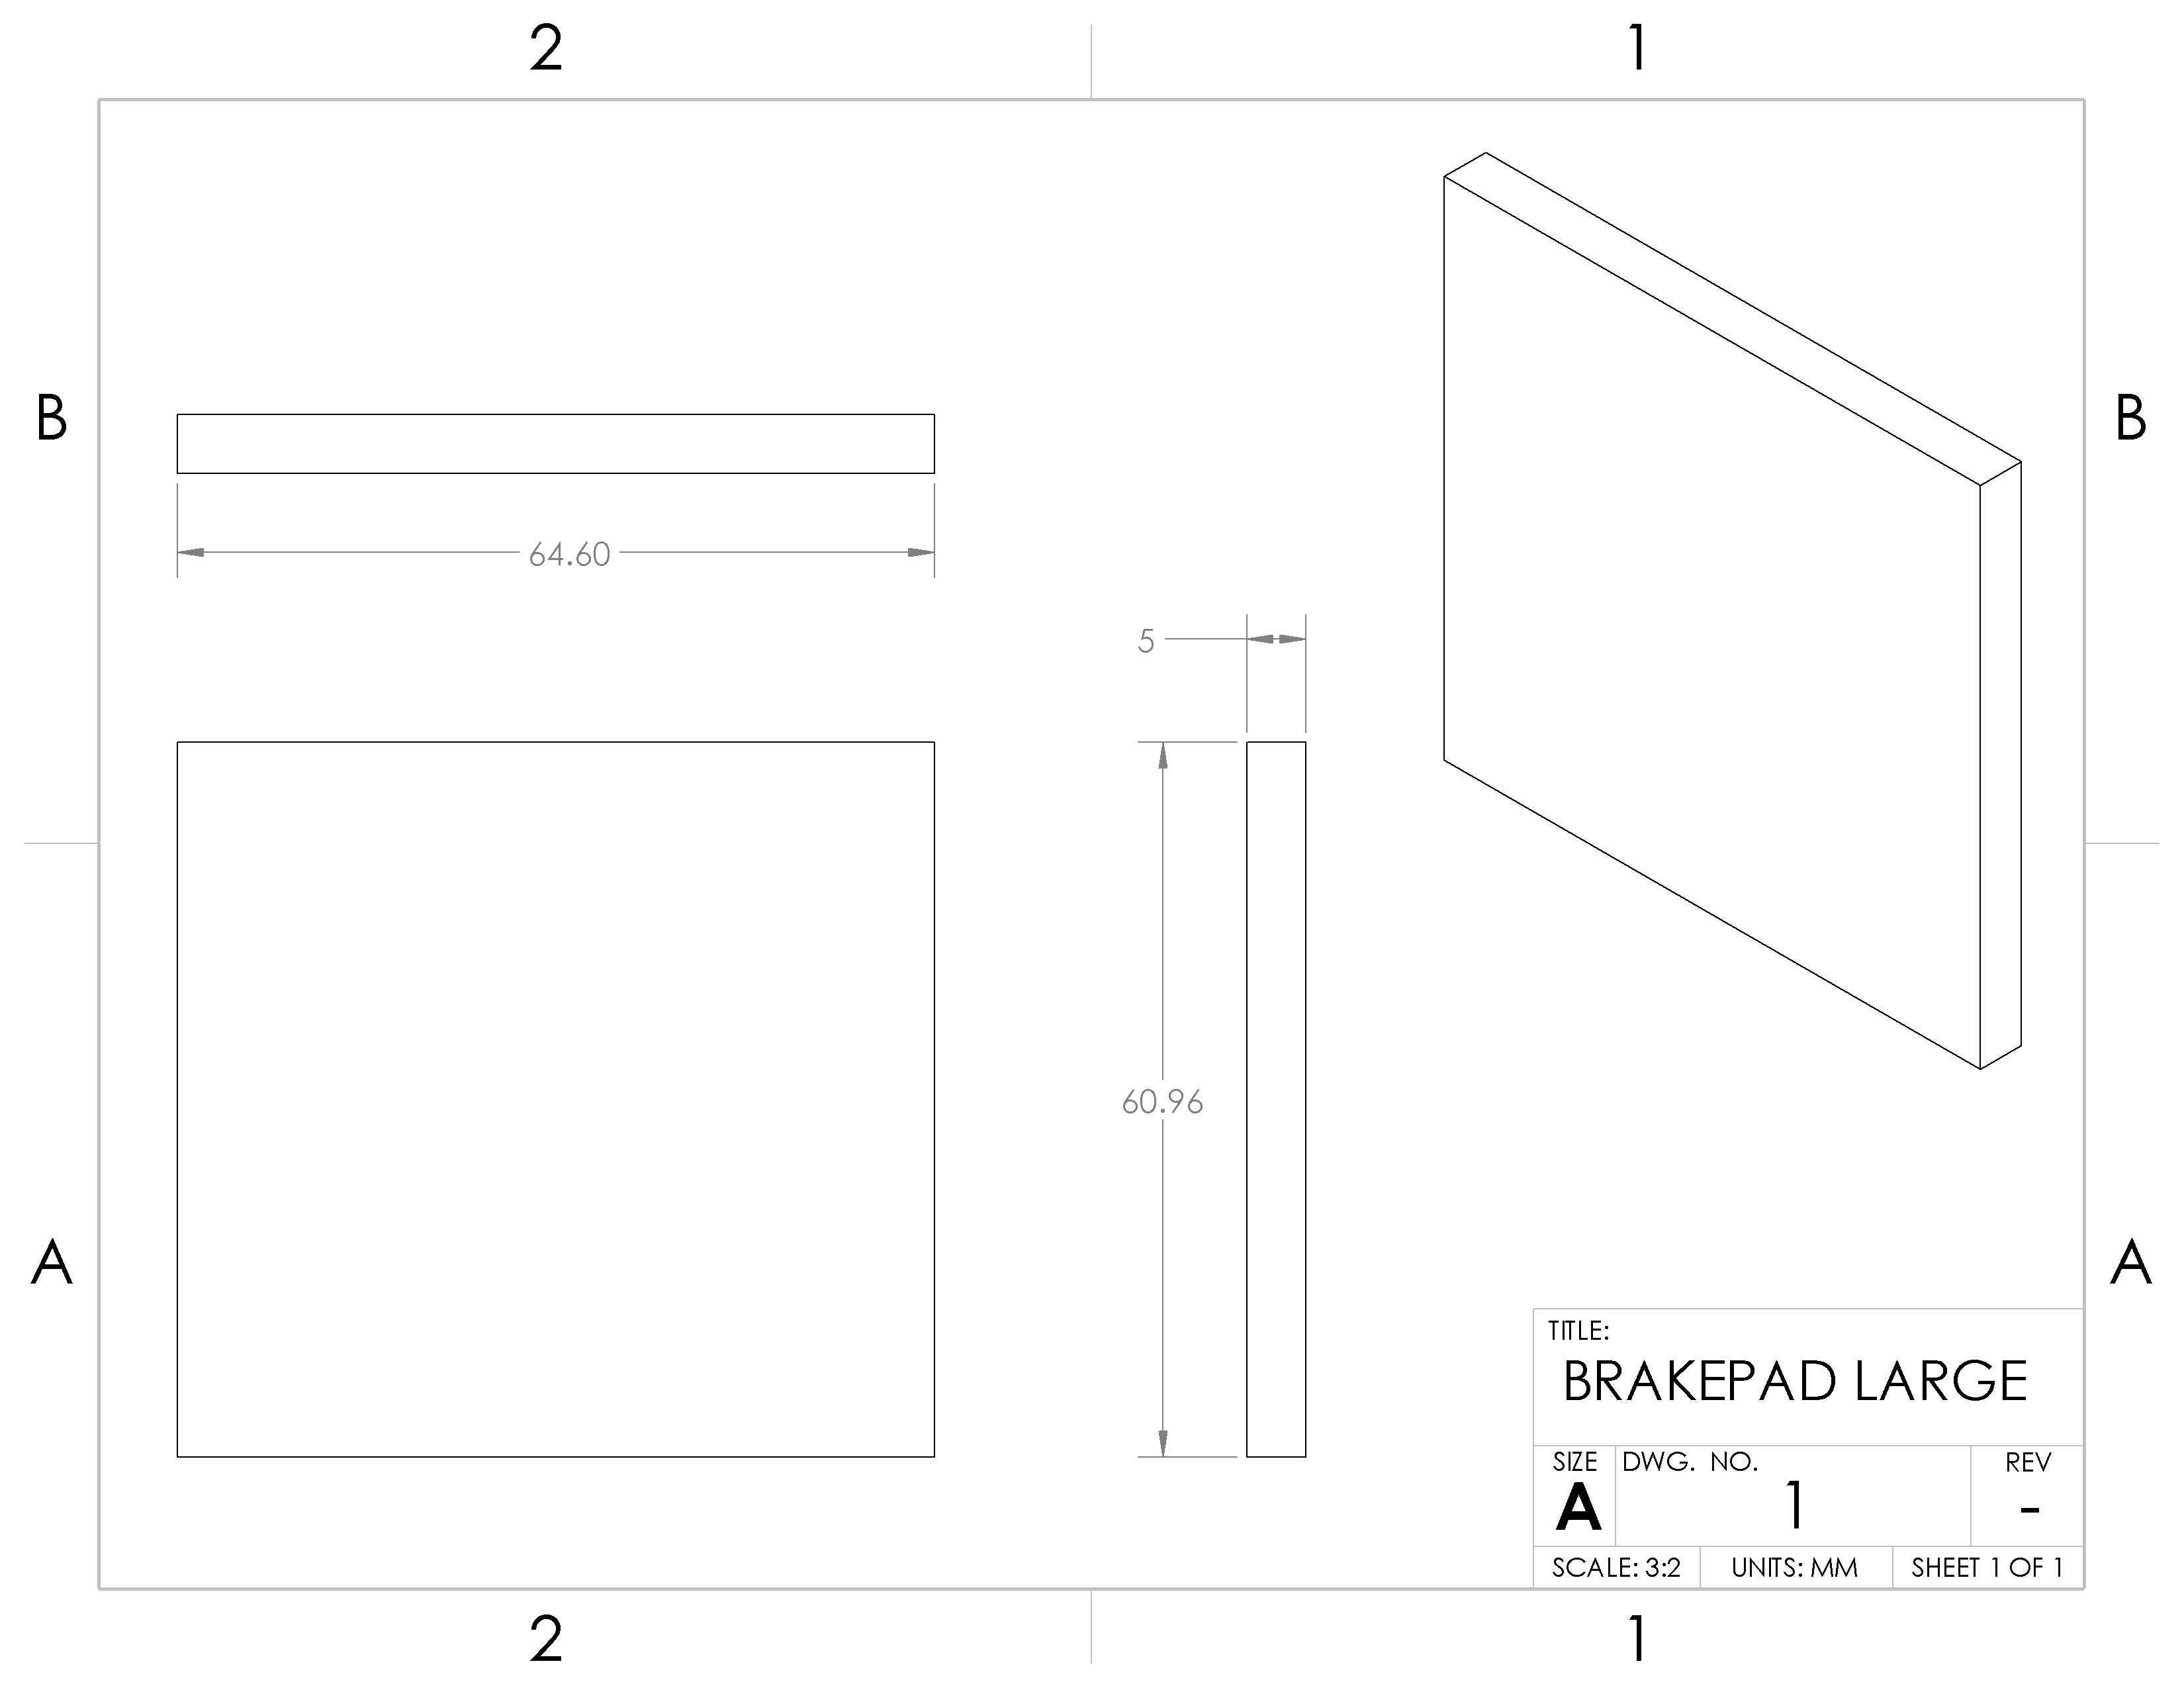 2 1
B B
64.60
5
60.96
A A
TITLE:
BRAKEPAD LARGE
SIZE DWG. NO. REV
A 1 -
SCALE: 3:2 UNITS: MM SHEET 1 OF 1
2 1